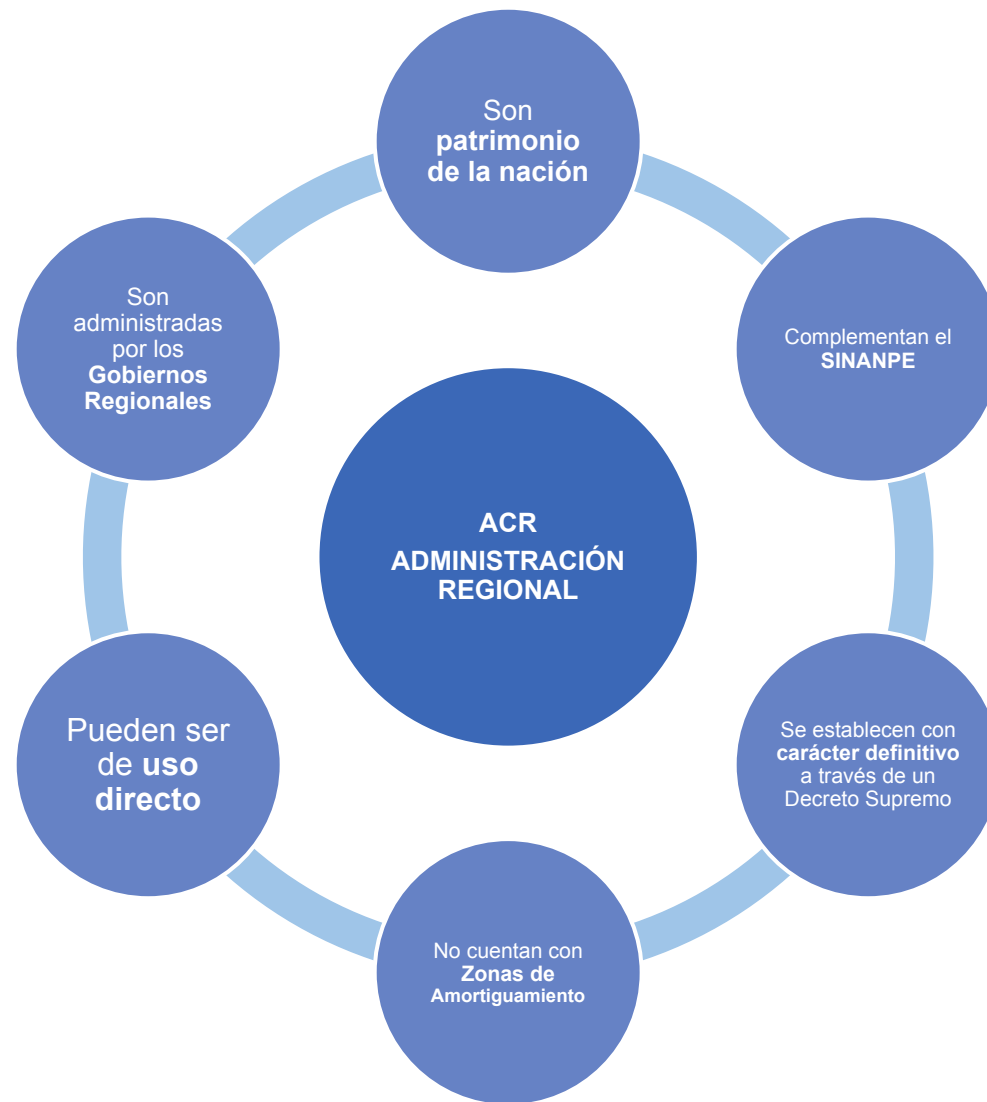 Son
patrimonio
de la nación
Son
administradas
por los
Gobiernos
Regionales
Complementan el
SINANPE
ACR
ADMINISTRACIÓN
REGIONAL
Pueden ser
de uso
directo
Se establecen con
carácter definitivo
a través de un
Decreto Supremo
No cuentan con
Zonas de
Amortiguamiento